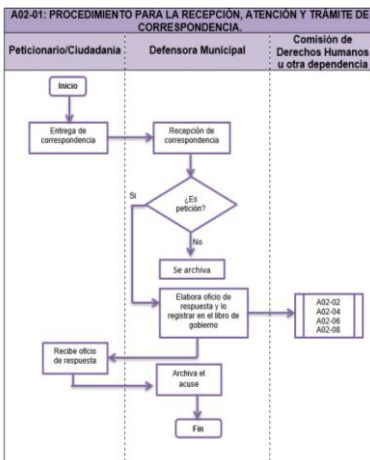 A02-01: PROCEDIMIENTO PARA LA RECEPCIÓN, ATENCIÓN Y TRÁMITE DE
CORRESPONDENCIA.
Peticionario/Ciudadanía
Defensora Municipal
Comisión de
Derechos Humanos
u otra dependencia
Inicio
Entrega de
correspondencia
Recepción de
correspondencia
¿Es
petición?
Si
No
Se archiva
Elabora oficio de
respuesta y lo
registrar en el libro de
gobierno
A02-02
A02-04
A02-06
A02-08
Recibe oficio
de respuesta
Archiva el
acuse
Fin